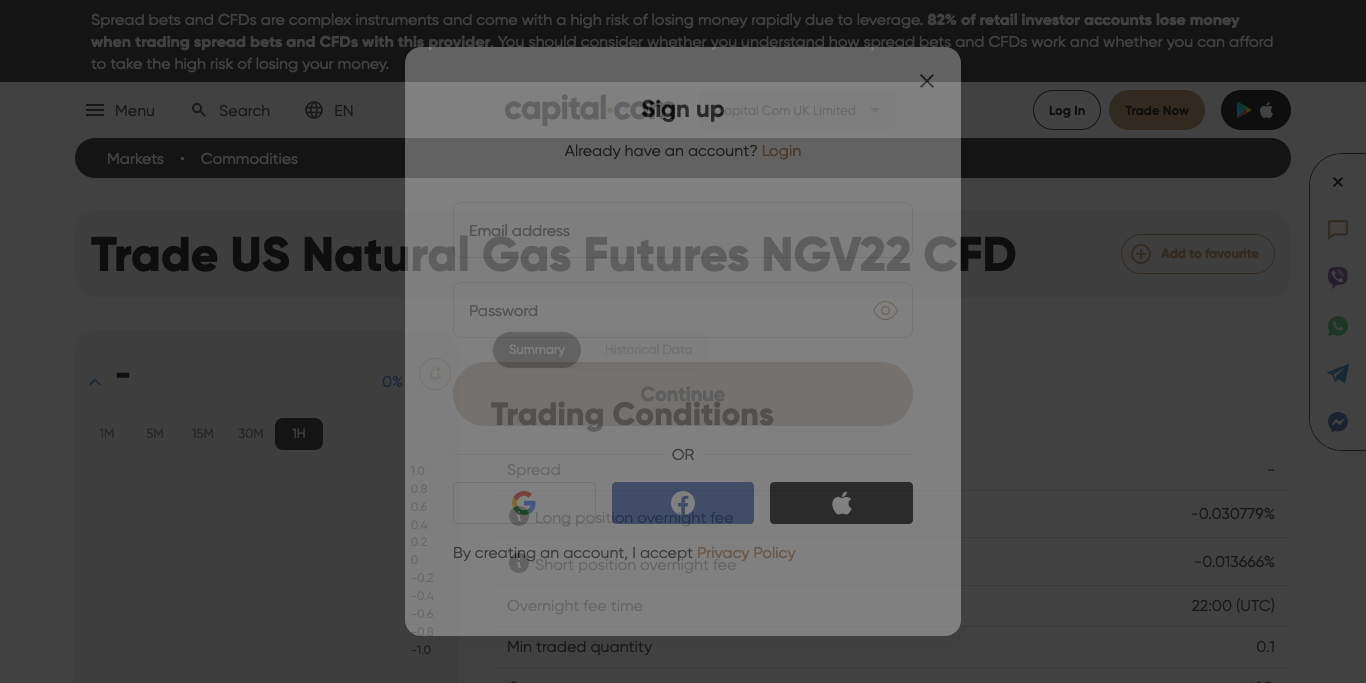 Spread bets and CFDs are complex instruments and come with a high risk of losing money rapidly due to leverage. 82% of retail investor accounts lose money
when trading spread bets and CFDs with this provider. You should consider whether you understand how spread bets and CFDs work and whether you can afford
to take the high risk of losing your money.
Menu
Search
EN
capital.com
Capital Com UK Limited
Log In
Trade Now
Sign up
Already have an account? Login
Markets • Commodities
Email address
Trade US Natural Gas Futures NGV22 CFD
Add to favourite
Password
Summary
Historical Data
0%
Continue
Trading Conditions
1M
5M
15M
30M
1H
OR
1.0
0.8
0.6
0.4
0.2
0
-0.2
-0.4
-0.6
-0.8
-1.0
Spread
-
Long position overnight fee
-0.030779%
By creating an account, I accept Privacy Policy
Short position overnight fee
-0.013666%
Overnight fee time
22:00 (UTC)
Min traded quantity
0.1